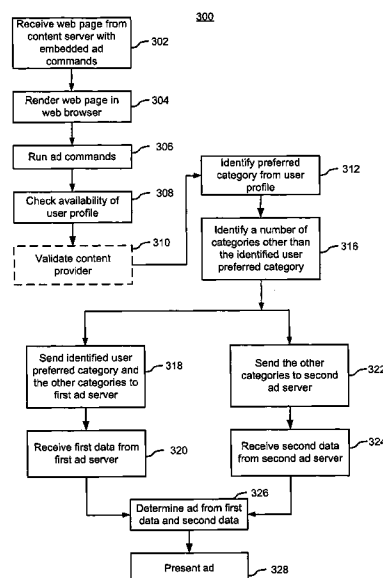 300
Receive web page from
content server with
embedded ad
commands
302
Render web page in
web browser
304
Run ad commands
306
Check availability of
user profile
308
Validate content
provider
310
Identify preferred
category from user
profile
312
Identify a number of
categories other than
the identified user
preferred category
316
Send identified user
preferred category and
the other categories to
first ad server
318
Send the other
categories to second
ad server
322
Receive first data from
first ad server
320
Receive second data
from second ad server
324
326
Determine ad from first
data and second data
Present ad
328